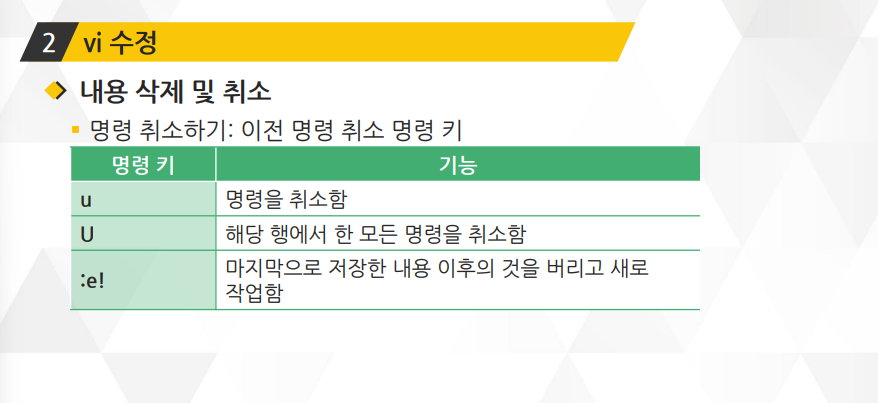 2 vi 수정
내용 삭제 및 취소
명령 취소하기: 이전 명령 취소 명령 키
명령 키 기능
u 명령을 취소함
U 해당 행에서 한 모든 명령을 취소함
:e! 마지막으로 저장한 내용 이후의 것을 버리고 새로
작업함